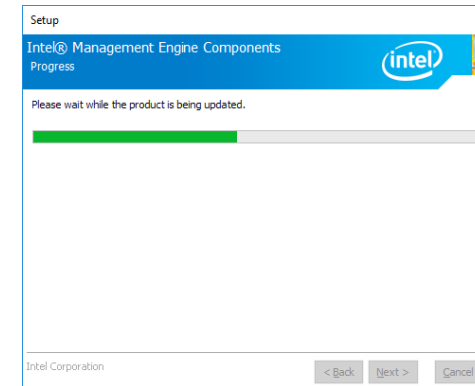 Setup
Intel® Management Engine Components
Progress
intel
Please wait while the product is being updated.
Intel Corporation
< Back
Next >
Cancel